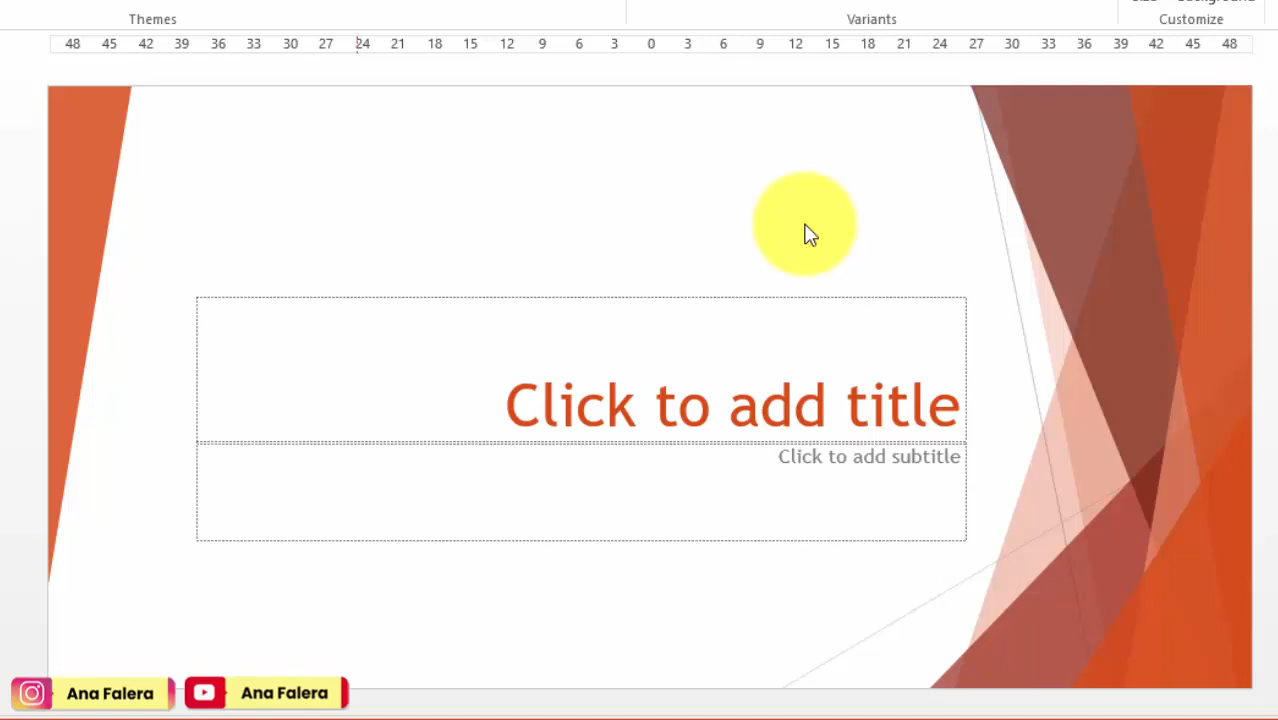 Themes Variants Customize
48 45 42 39 36 33 30 27 24 21 18 15 12 9 6 3 0 3 6 9 12 15 18 21 24 27 30 33 36 39 42 45 48
Click to add title
Click to add subtitle
Ana Falera Ana Falera